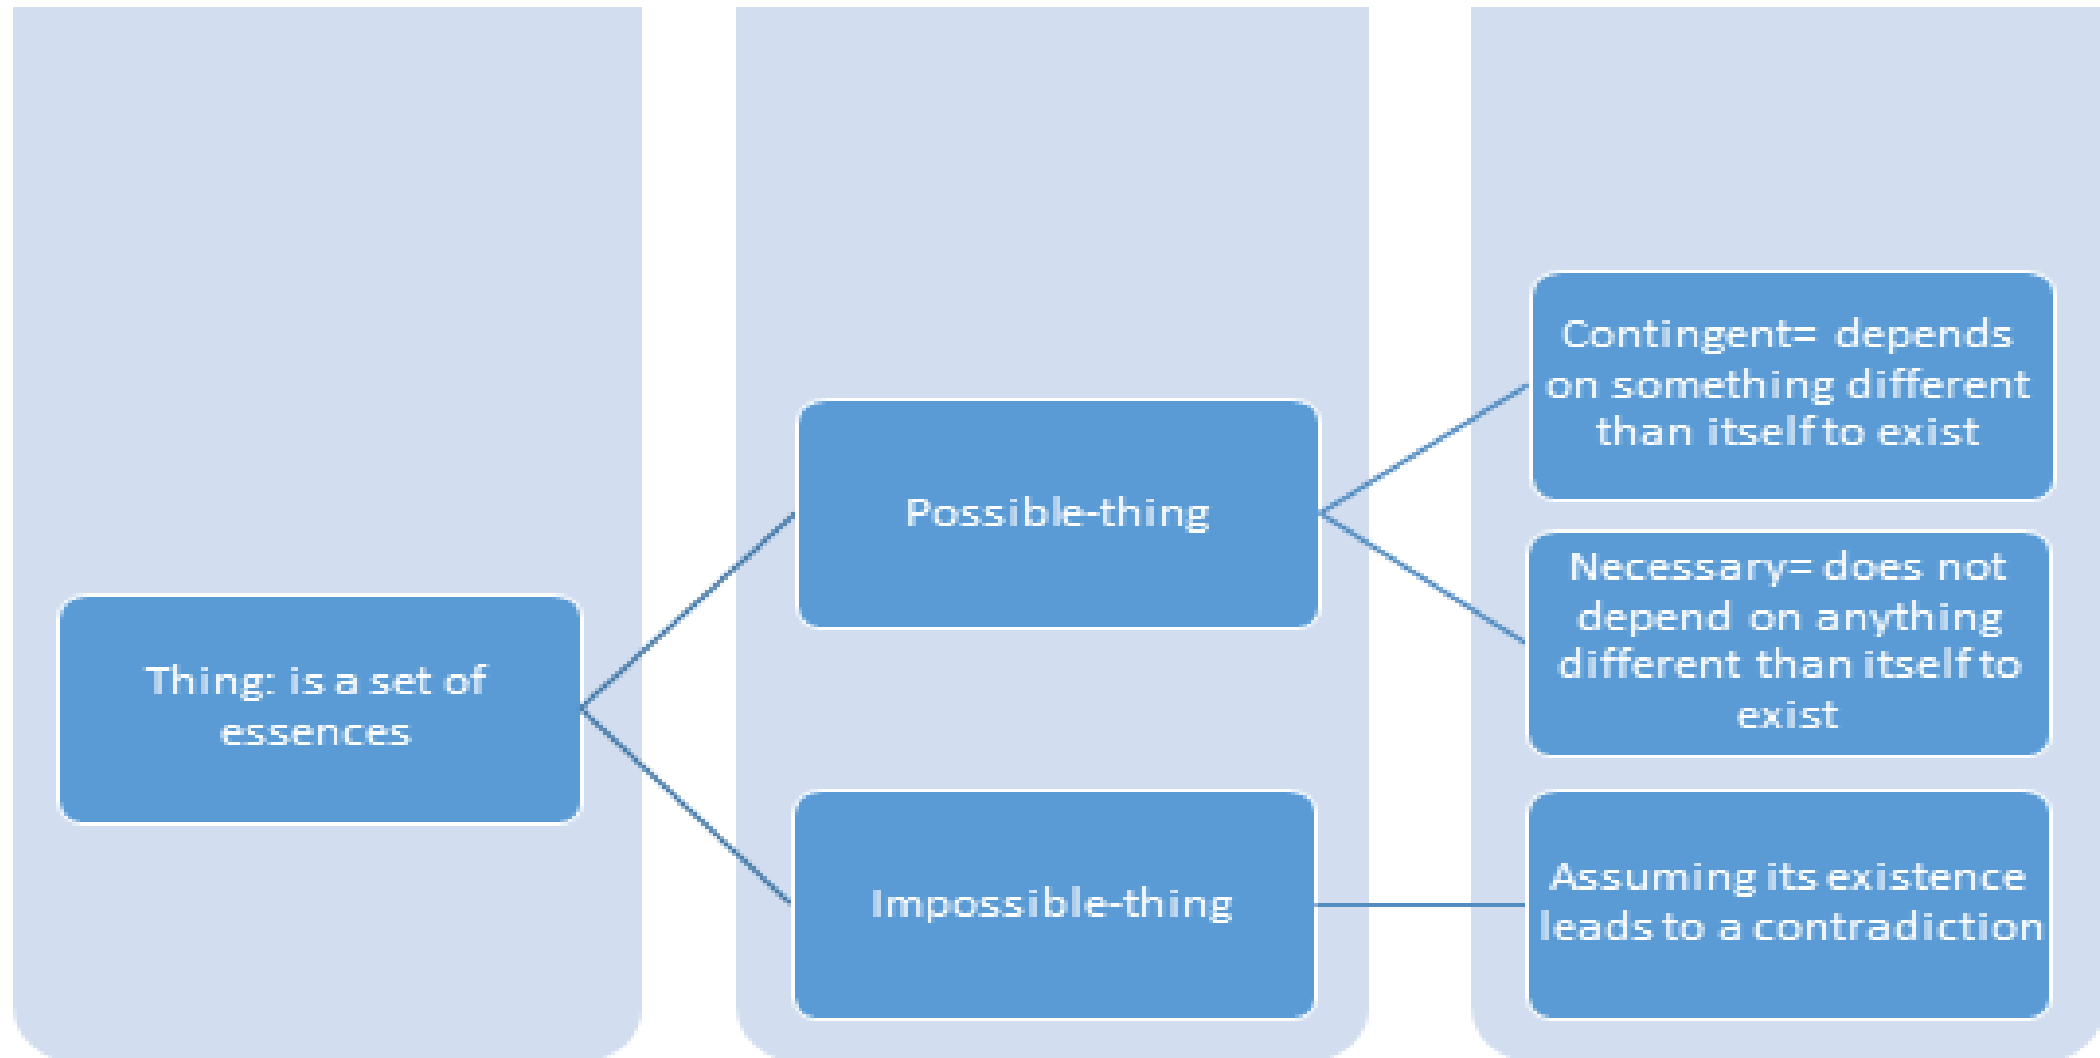 Thing: is a set of
essences
Possible-thing
Impossible-thing
Contingent= depends
on something different
than itself to exist
Necessary= does not
depend on anything
different than itself to
exist
Assuming its existence
leads to a contradiction